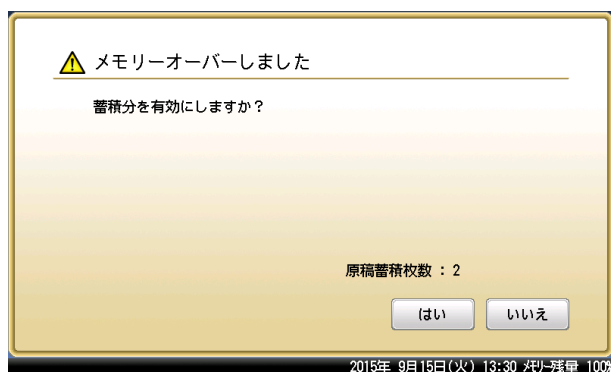 メモリーオーバーしました
蓄積分を有効にしますか？
原稿蓄積枚数 ： 2
はい
いいえ
2015年 9月15日(火) 13:30 ﾒﾓﾘｰ残量 100%